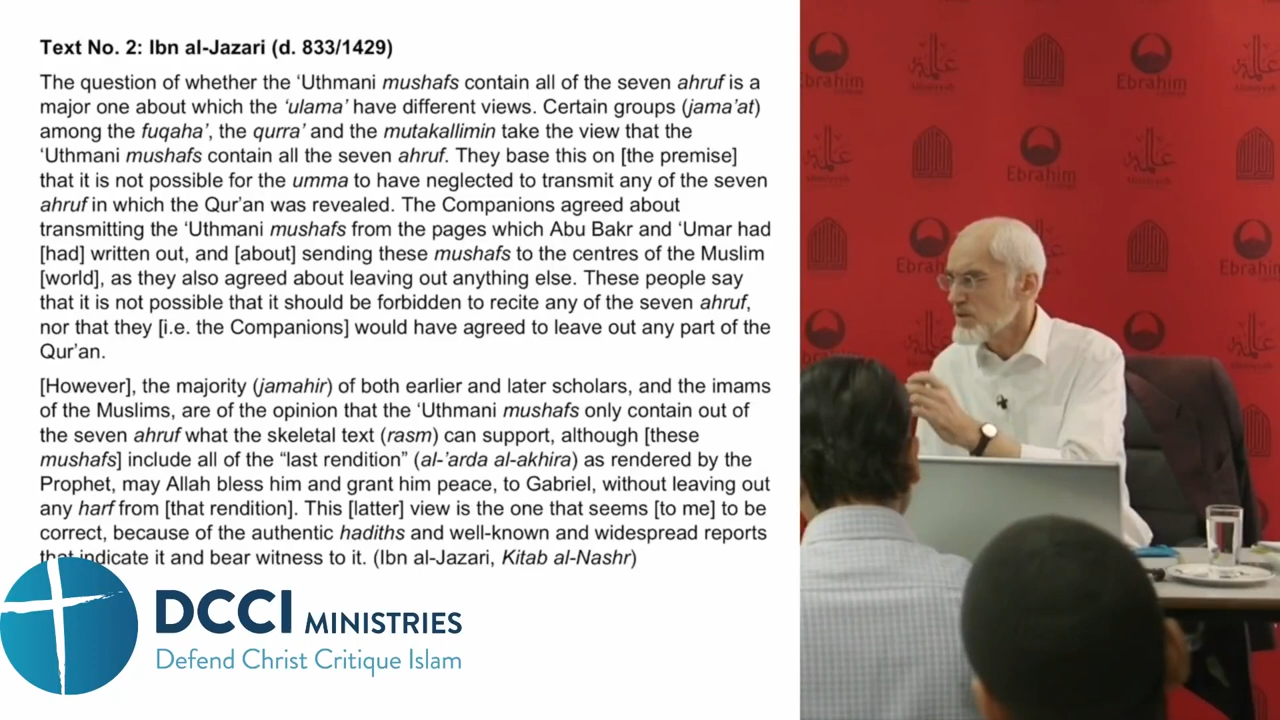 Text No. 2: Ibn al-Jazari (d. 833/1429)
The question of whether the ‘Uthmani mushafs contain all of the seven ahruf is a
major one about which the ‘ulama’ have different views. Certain groups (jama’at)
among the fuqaha’, the qurra’ and the mutakallimin take the view that the
‘Uthmani mushafs contain all the seven ahruf. They base this on [the premise]
that it is not possible for the umma to have neglected to transmit any of the seven
ahruf in which the Qur’an was revealed. The Companions agreed about
transmitting the ‘Uthmani mushafs from the pages which Abu Bakr and ‘Umar had
[had] written out, and [about] sending these mushafs to the centres of the Muslim
[world], as they also agreed about leaving out anything else. These people say
that it is not possible that it should be forbidden to recite any of the seven ahruf,
nor that they [i.e. the Companions] would have agreed to leave out any part of the
Qur’an.
[However], the majority (jamahir) of both earlier and later scholars, and the imams
of the Muslims, are of the opinion that the ‘Uthmani mushafs only contain out of
the seven ahruf what the skeletal text (rasm) can support, although [these
mushafs] include all of the “last rendition” (al-’arda al-akhira) as rendered by the
Prophet, may Allah bless him and grant him peace, to Gabriel, without leaving out
any harf from [that rendition]. This [latter] view is the one that seems [to me] to be
correct, because of the authentic hadiths and well-known and widespread reports
that indicate it and bear witness to it. (Ibn al-Jazari, Kitab al-Nashr)
DCCI MINISTRIES
Defend Christ Critique Islam
Ebrahim
Ebrahim
Ebrahim
Ebrahim
Ebrahim